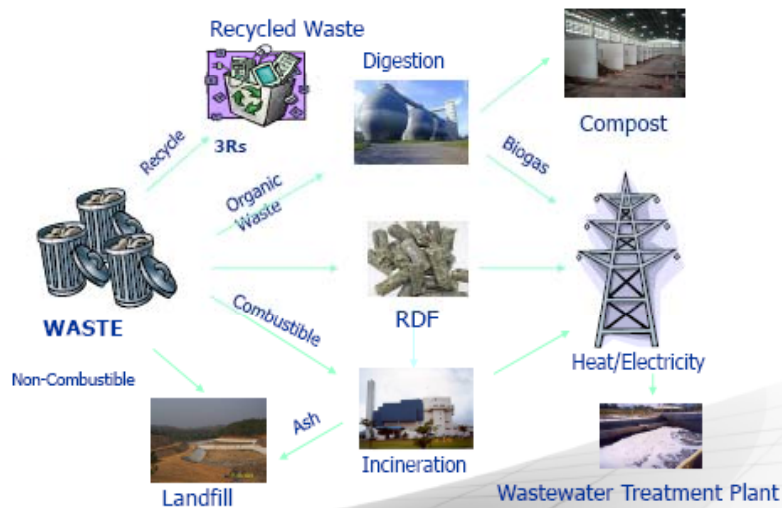 Recycled Waste
Digestion
Compost
Recycle
3Rs
Organic
Waste
Biogas
WASTE
RDF
Combustible
Heat/Electricity
Non-Combustible
Ash
Incineration
Landfill
Wastewater Treatment Plant